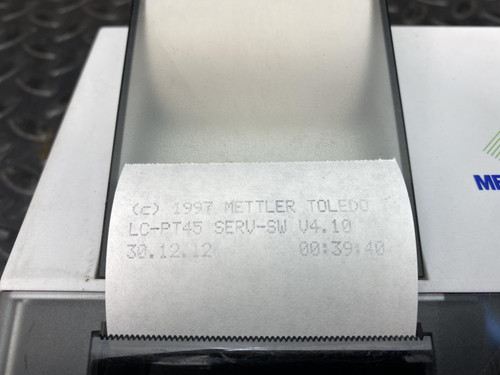 (c) 1997 METTLER TOLEDO
LC-PT45 SERV-SW V4.10
30.12.12 00:39:40